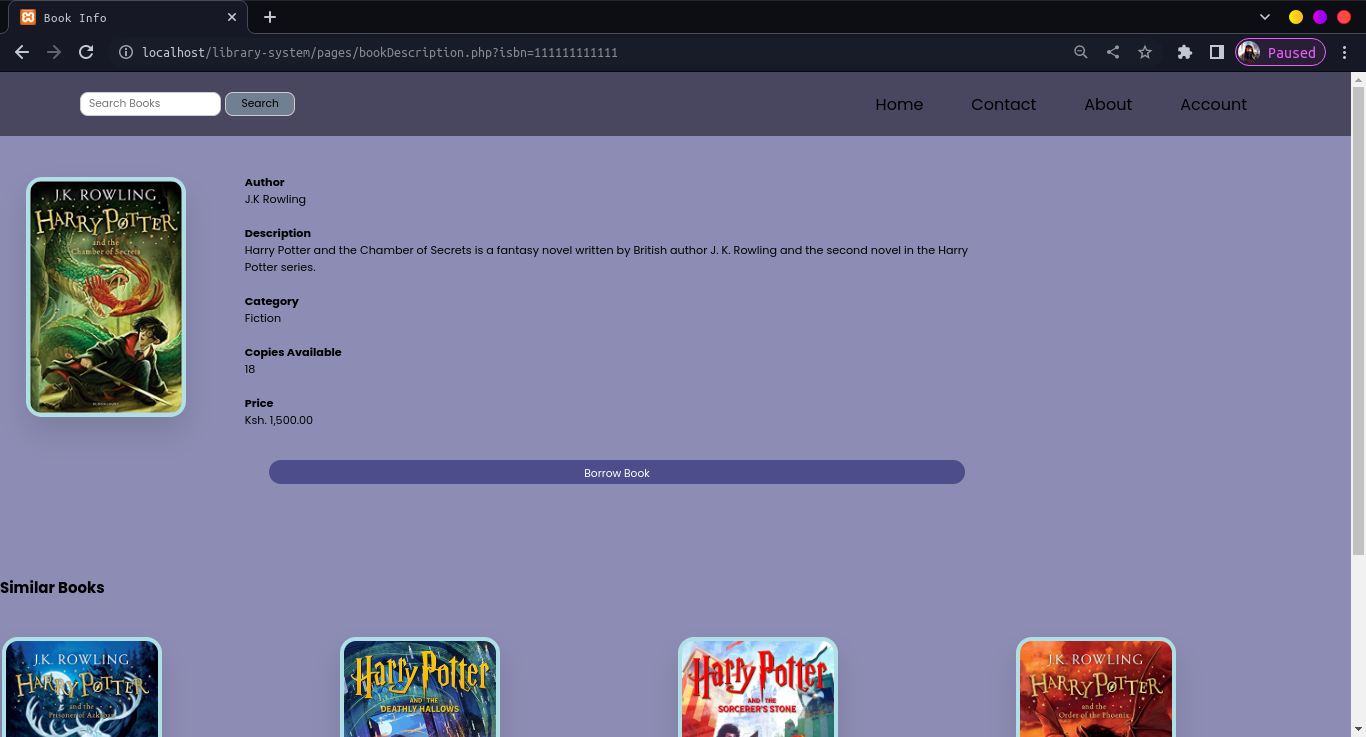 Book Info
localhost/library-system/pages/bookDescription.php?isbn=111111111111
Paused
Search Books
Search
Home
Contact
About
Account
J.K. ROWLING
HARRY POTTER
and the
Chamber of Secrets
Author
J.K Rowling
Description
Harry Potter and the Chamber of Secrets is a fantasy novel written by British author J. K. Rowling and the second novel in the Harry
Potter series.
Category
Fiction
Copies Available
18
Price
Ksh. 1,500.00
Borrow Book
Similar Books
J.K. ROWLING
HARRY POTTER
and the
Prisoner of Azkaban
Harry Potter
AND THE
DEATHLY HALLOWS
Harry Potter
AND THE
SORCERER'S STONE
J.K. ROWLING
HARRY POTTER
and the
Order of the Phoenix